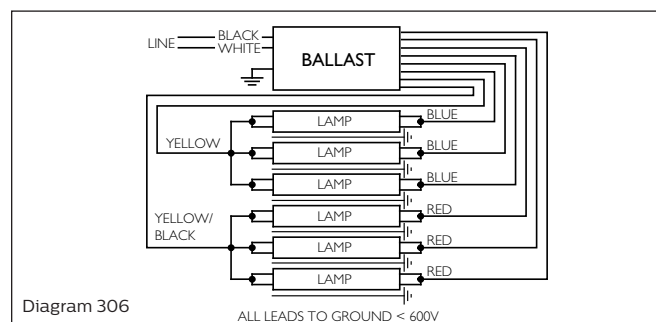 LINE
BLACK
WHITE
BALLAST
LAMP
BLUE
YELLOW
LAMP
BLUE
LAMP
BLUE
YELLOW/
BLACK
LAMP
RED
LAMP
RED
LAMP
RED
Diagram 306
ALL LEADS TO GROUND < 600V